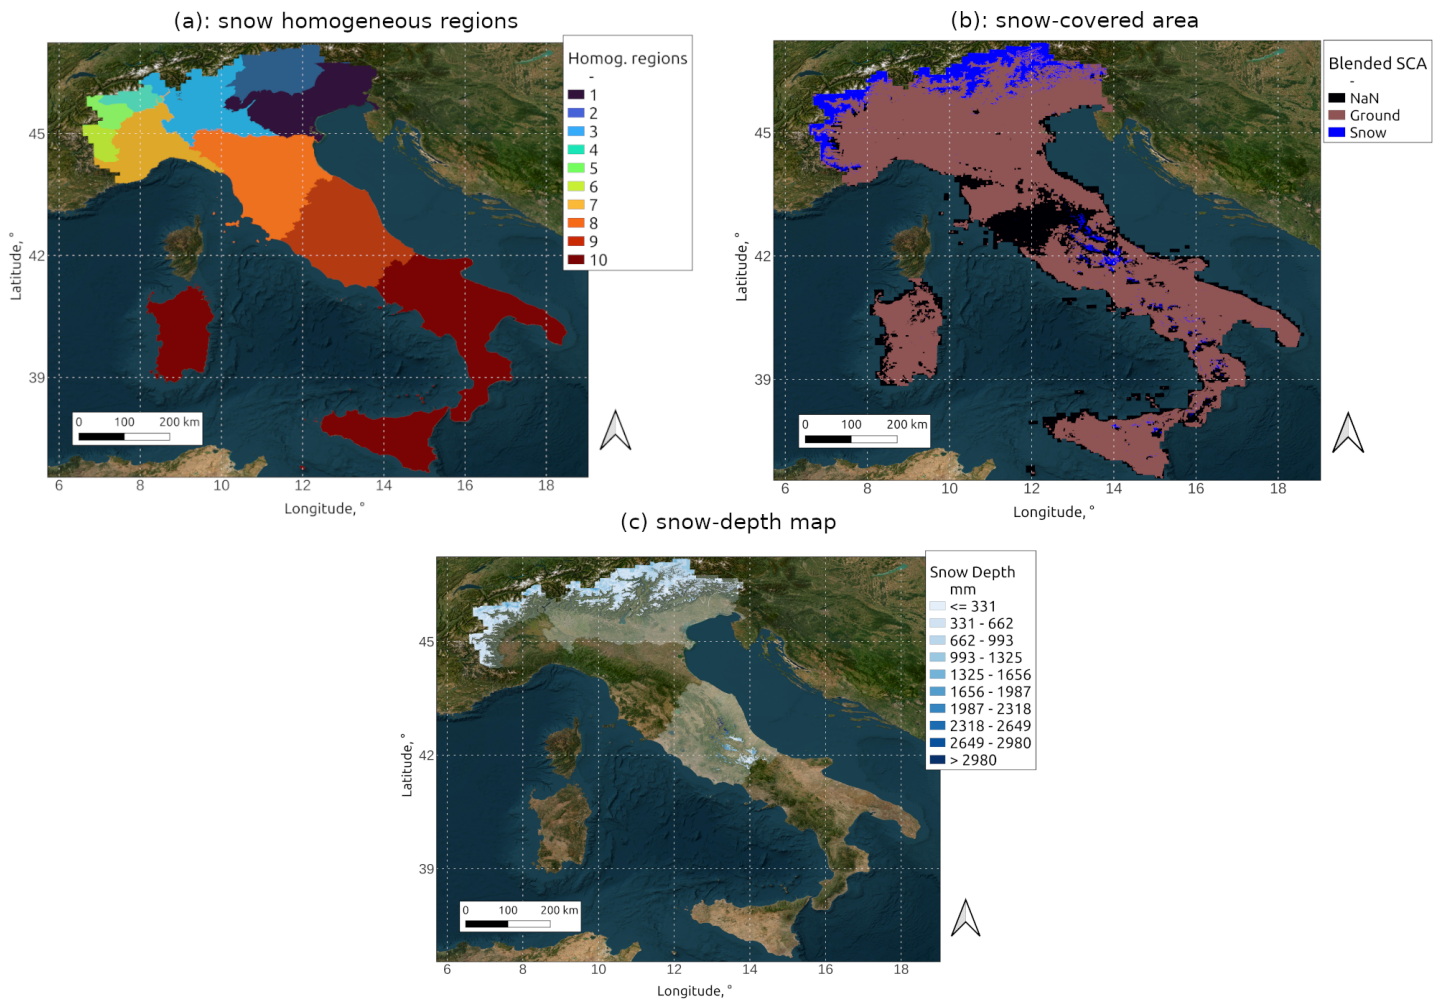 (a): snow homogeneous regions
Homog. regions
-
1
2
3
4
5
6
7
8
9
10
45
42
39
Latitude, °
0 100 200 km
6 8 10 12 14 16 18
Longitude, °
(b): snow-covered area
Blended SCA
-
NaN
Ground
Snow
45
42
39
Latitude, °
0 100 200 km
6 8 10 12 14 16 18
Longitude, °
(c) snow-depth map
Snow Depth
mm
<= 331
331 - 662
662 - 993
993 - 1325
1325 - 1656
1656 - 1987
1987 - 2318
2318 - 2649
2649 - 2980
> 2980
45
42
39
Latitude, °
0 100 200 km
6 8 10 12 14 16 18
Longitude, °